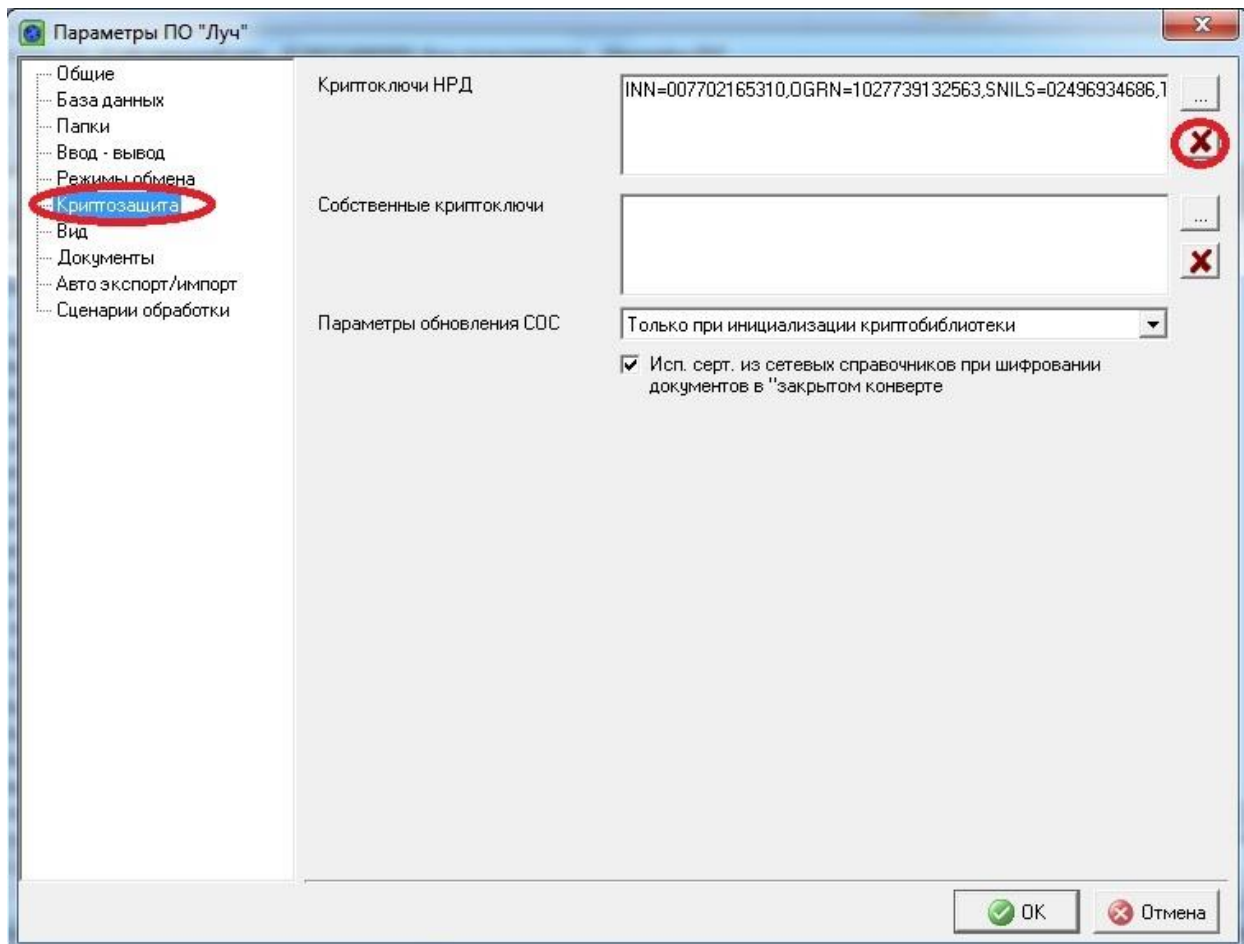 Параметры ПО "Луч"
Общие
База данных
Папки
Ввод - вывод
Режимы обмена
Криптозащита
Вид
Документы
Авто экспорт/импорт
Сценарии обработки
Криптоключи НРД
INN=007702165310,OGRN=1027739132563,SNILS=02496934686,T
...
Собственные криптоключи
...
Параметры обновления СОС
Только при инициализации криптобиблиотеки
Исп. серт. из сетевых справочников при шифровании
документов в "закрытом конверте
OK
Отмена